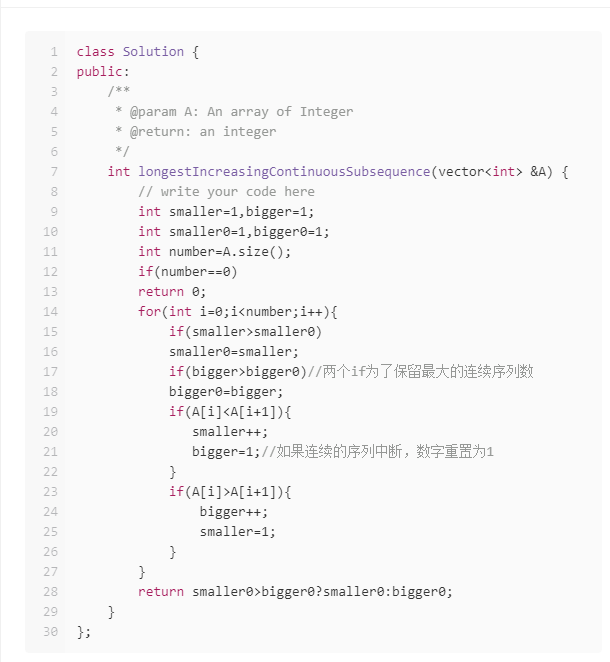 1 class Solution {
2 public:
3     /**
4      * @param A: An array of Integer
5      * @return: an integer
6      */
7     int longestIncreasingContinuousSubsequence(vector<int> &A) {
8         // write your code here
9         int smaller=1,bigger=1;
10         int smaller0=1,bigger0=1;
11         int number=A.size();
12         if(number==0)
13         return 0;
14         for(int i=0;i<number;i++){
15             if(smaller>smaller0)
16             smaller0=smaller;
17             if(bigger>bigger0)//两个if为了保留最大的连续序列数
18             bigger0=bigger;
19             if(A[i]<A[i+1]){
20                smaller++;
21                bigger=1;//如果连续的序列中断，数字重置为1
22             }
23             if(A[i]>A[i+1]){
24                 bigger++;
25                 smaller=1;
26             }
27         }
28         return smaller0>bigger0?smaller0:bigger0;
29     }
30 };